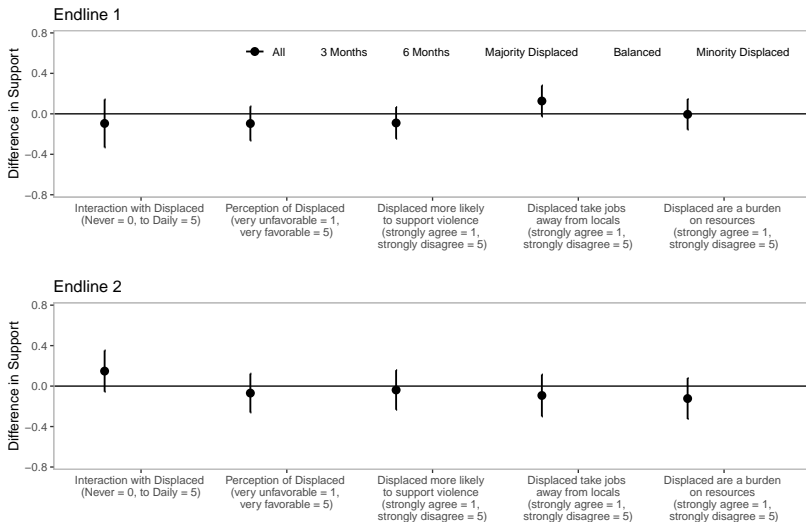 Endline 1
Difference in Support
0.8
0.4
0.0
−0.4
−0.8
All 3 Months 6 Months Majority Displaced Balanced Minority Displaced
Interaction with Displaced
(Never = 0, to Daily = 5)
Perception of Displaced
(very unfavorable = 1,
very favorable = 5)
Displaced more likely
to support violence
(strongly agree = 1,
strongly disagree = 5)
Displaced take jobs
away from locals
(strongly agree = 1,
strongly disagree = 5)
Displaced are a burden
on resources
(strongly agree = 1,
strongly disagree = 5)
Endline 2
Difference in Support
0.8
0.4
0.0
−0.4
−0.8
Interaction with Displaced
(Never = 0, to Daily = 5)
Perception of Displaced
(very unfavorable = 1,
very favorable = 5)
Displaced more likely
to support violence
(strongly agree = 1,
strongly disagree = 5)
Displaced take jobs
away from locals
(strongly agree = 1,
strongly disagree = 5)
Displaced are a burden
on resources
(strongly agree = 1,
strongly disagree = 5)